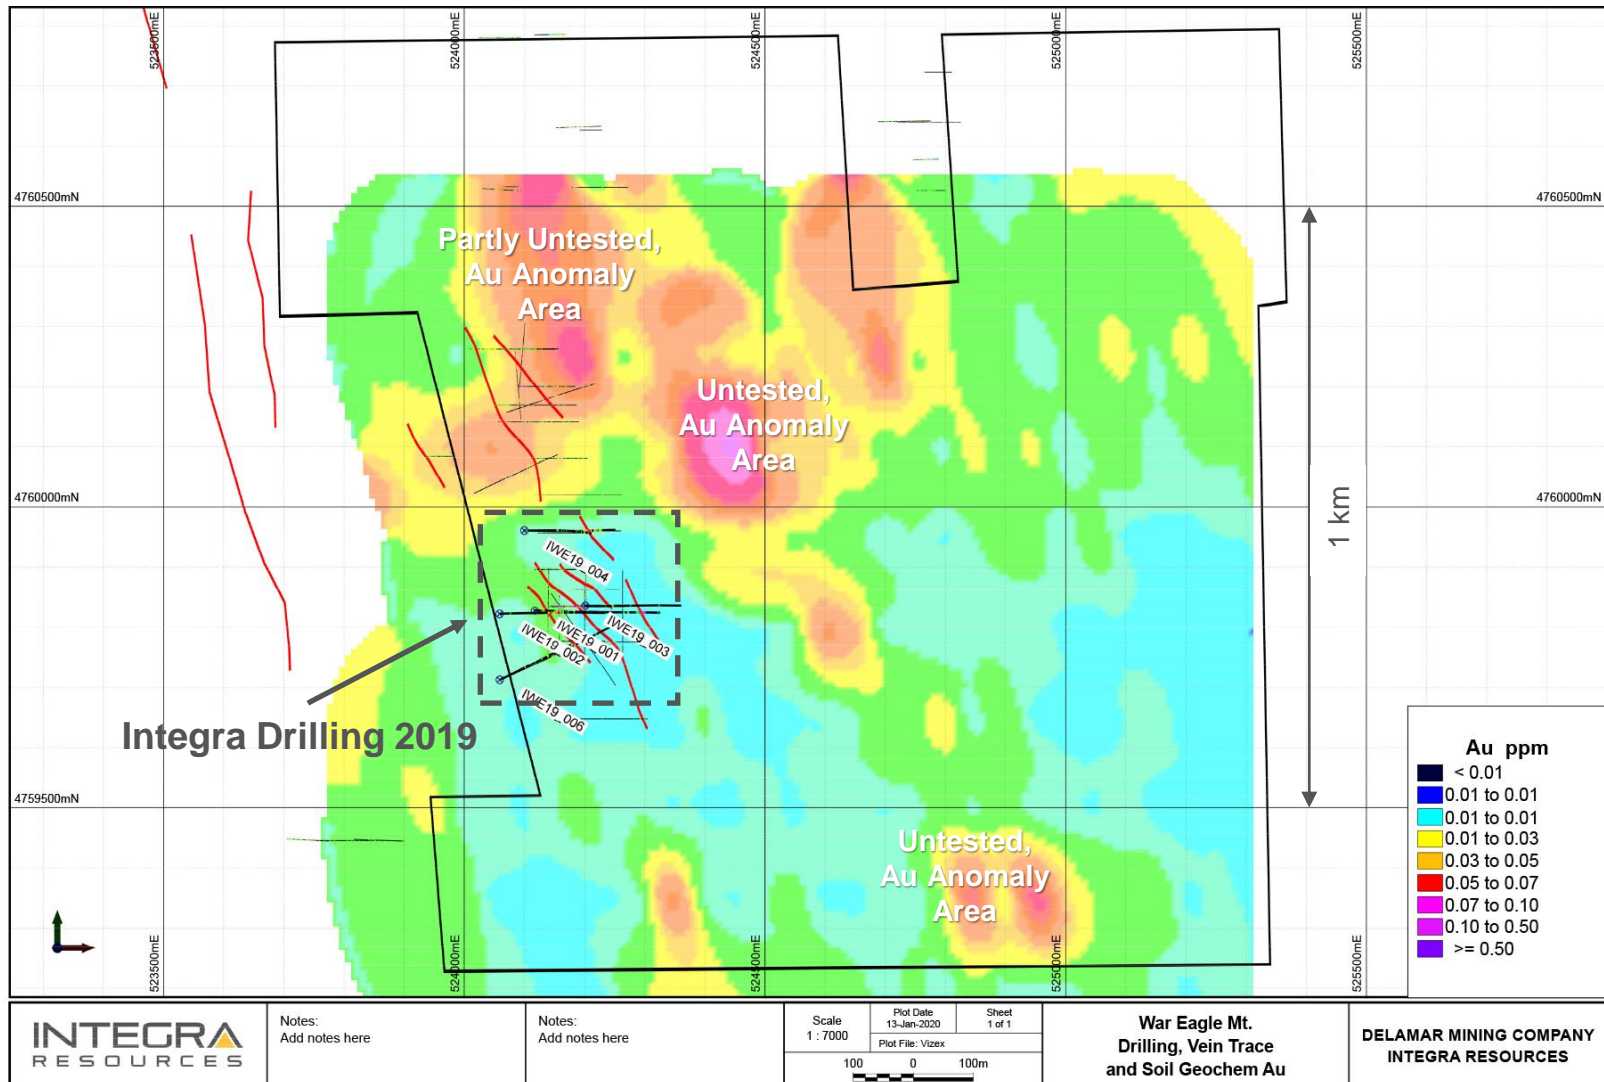 523500mE
524000mE
524500mE
525000mE
525500mE
4760500mN
4760500mN
Partly Untested,
Au Anomaly
Area
Untested,
Au Anomaly
Area
1 km
4760000mN
4760000mN
IWE19_004
IWE19_003
IWE19_001
IWE19_002
IWE19_006
Integra Drilling 2019
4759500mN
4759500mN
Untested,
Au Anomaly
Area
523500mE
524000mE
524500mE
525000mE
525500mE
Au ppm
< 0.01
0.01 to 0.01
0.01 to 0.01
0.01 to 0.03
0.03 to 0.05
0.05 to 0.07
0.07 to 0.10
0.10 to 0.50
>= 0.50
INTEGRA
RESOURCES
Notes:
Add notes here
Notes:
Add notes here
Scale
1 : 7000
Plot Date
13-Jan-2020
Sheet
1 of 1
Plot File: Vizex
100 0 100m
War Eagle Mt.
Drilling, Vein Trace
and Soil Geochem Au
DELAMAR MINING COMPANY
INTEGRA RESOURCES